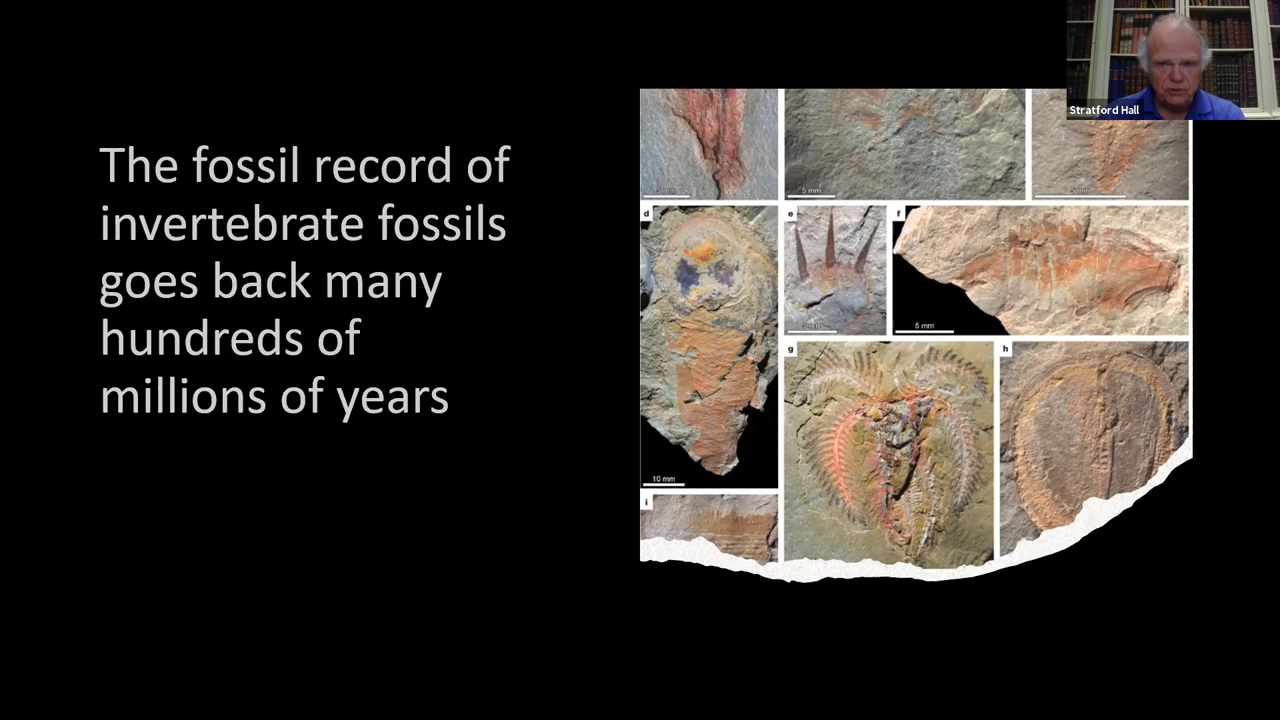 Stratford Hall
The fossil record of
invertebrate fossils
goes back many
hundreds of
millions of years
5 mm
d
e
f
5 mm
g
h
10 mm
i